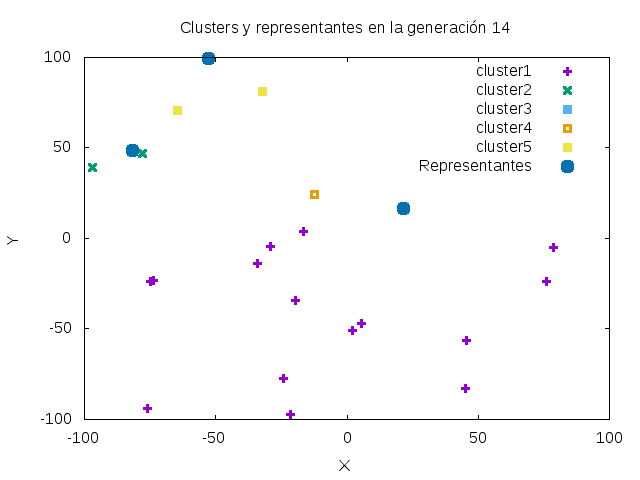 Clusters y representantes en la generación 14
100
50
0
-50
-100
-100
-50
0
50
100
Y
X
cluster1
cluster2
cluster3
cluster4
cluster5
Representantes